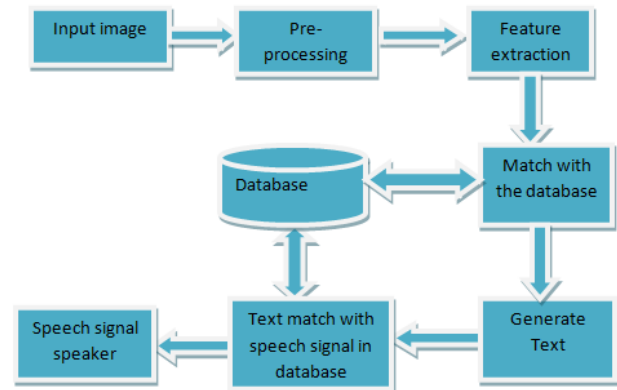 Input image
Pre-
processing
Feature
extraction
Match with
the database
Database
Generate
Text
Text match with
speech signal in
database
Speech signal
speaker